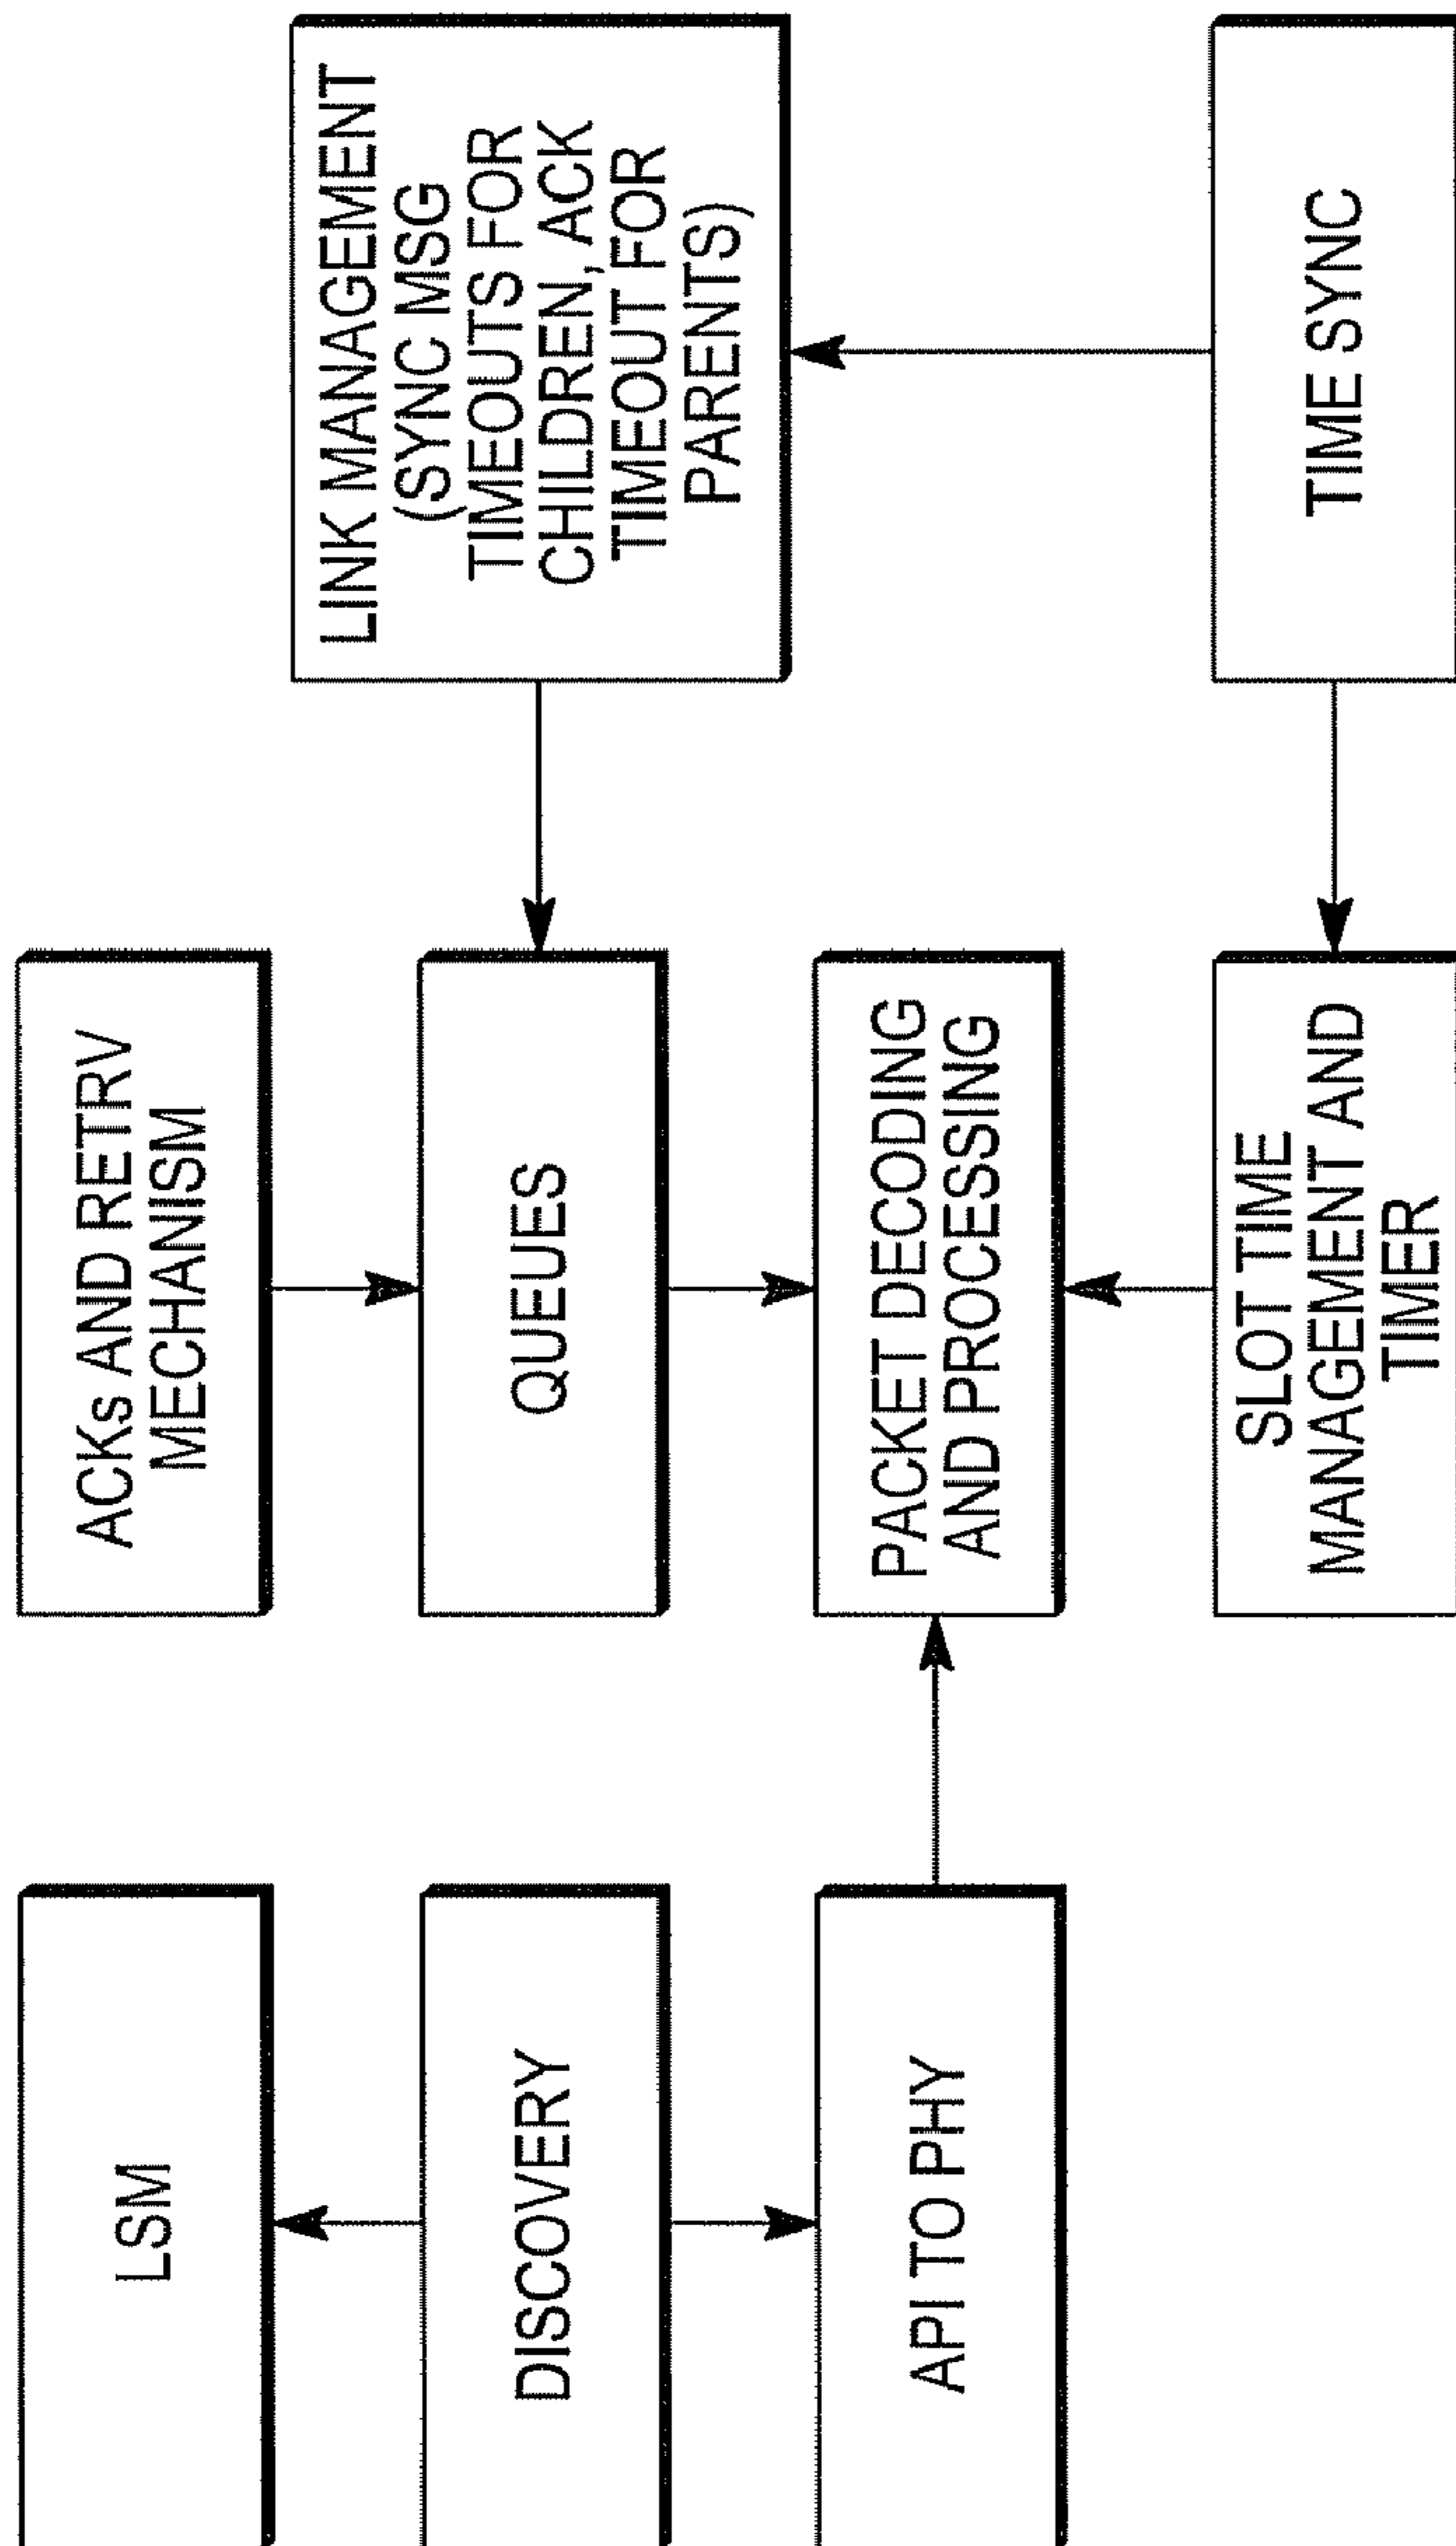 LSM
DISCOVERY
API TO PHY
ACKs AND RETRV
MECHANISM
QUEUES
PACKET DECODING
AND PROCESSING
SLOT TIME
MANAGEMENT AND
TIMER
LINK MANAGEMENT
(SYNC MSG
TIMEOUTS FOR
CHILDREN, ACK
TIMEOUT FOR
PARENTS)
TIME SYNC